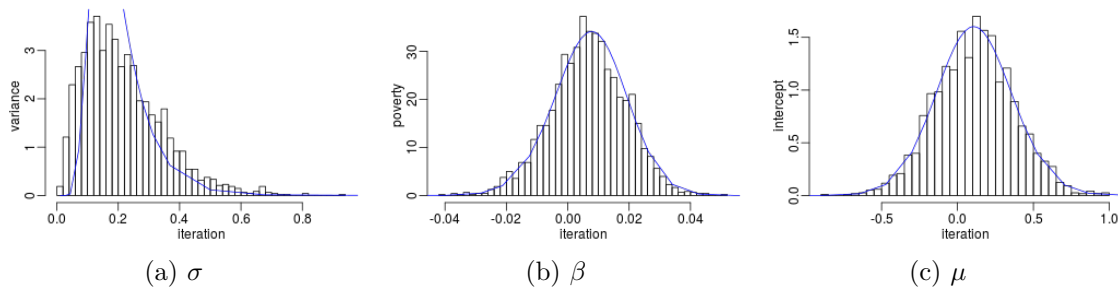 variance
0 1 2 3
0.0 0.2 0.4 0.6 0.8
iteration
(a) σ
poverty
0 10 20 30
-0.04 -0.02 0.00 0.02 0.04
iteration
(b) β
intercept
0.0 0.5 1.0 1.5
-0.5 0.0 0.5 1.0
iteration
(c) μ